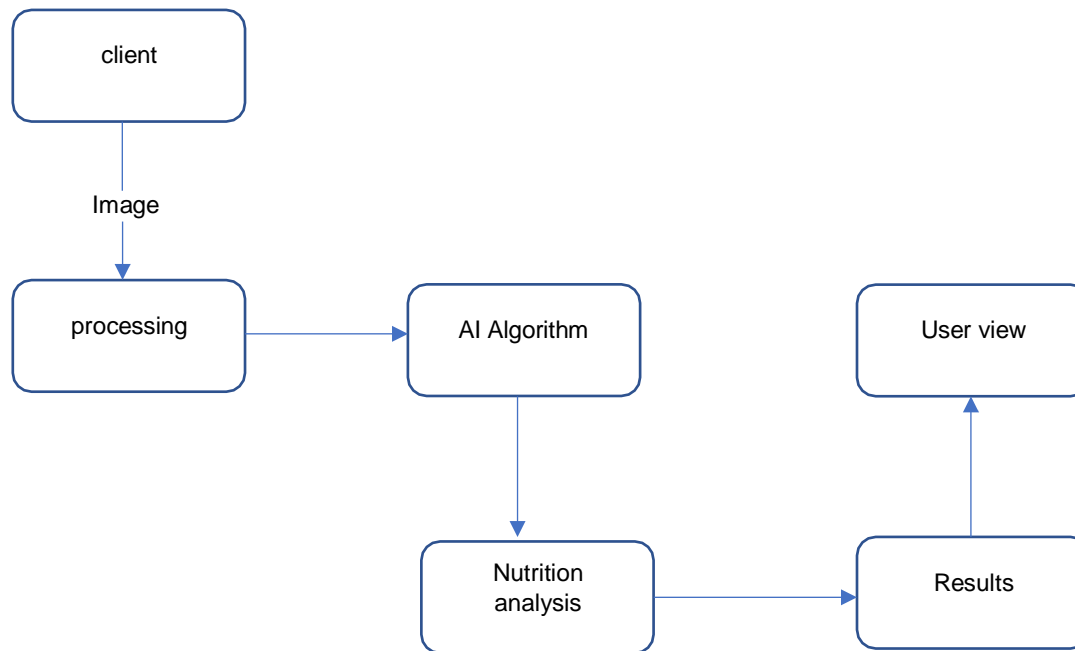 client
Image
processing
AI Algorithm
User view
Nutrition
analysis
Results